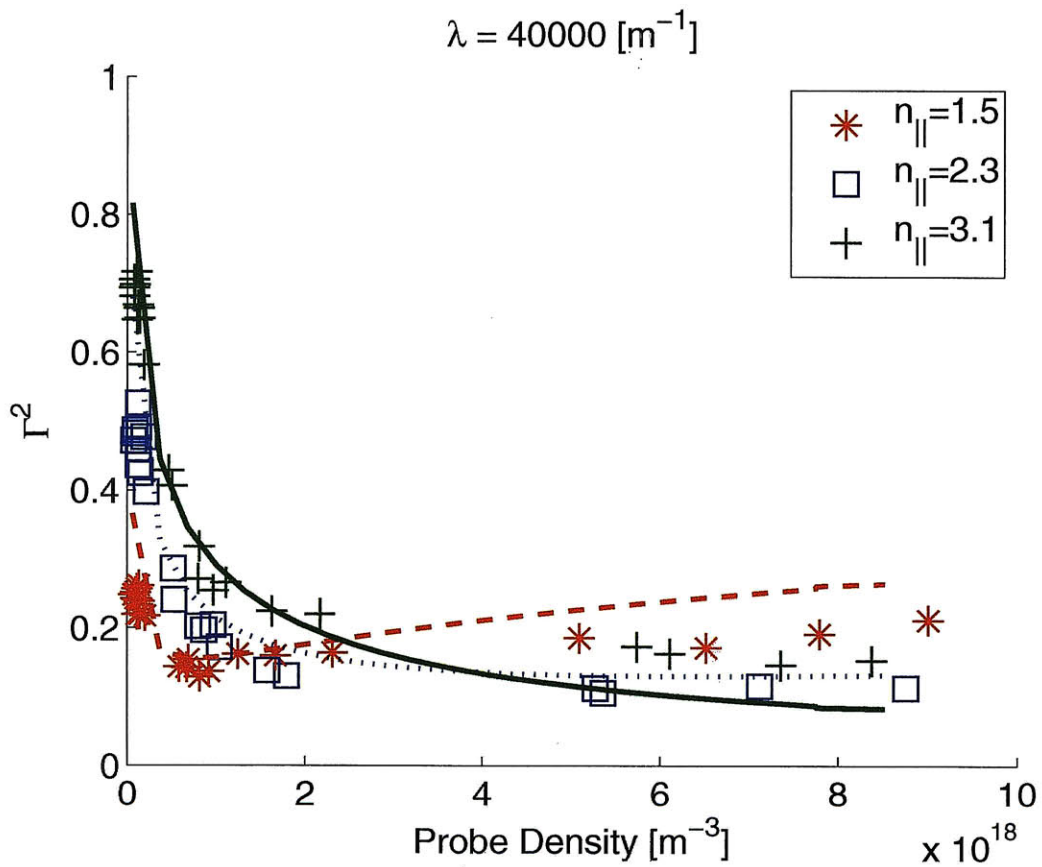 λ = 40000 [m⁻¹]
n||=1.5
n||=2.3
n||=3.1
1
0.8
0.6
0.4
0.2
0
Γ²
0 2 4 6 8 10
Probe Density [m⁻³]
x 10¹⁸